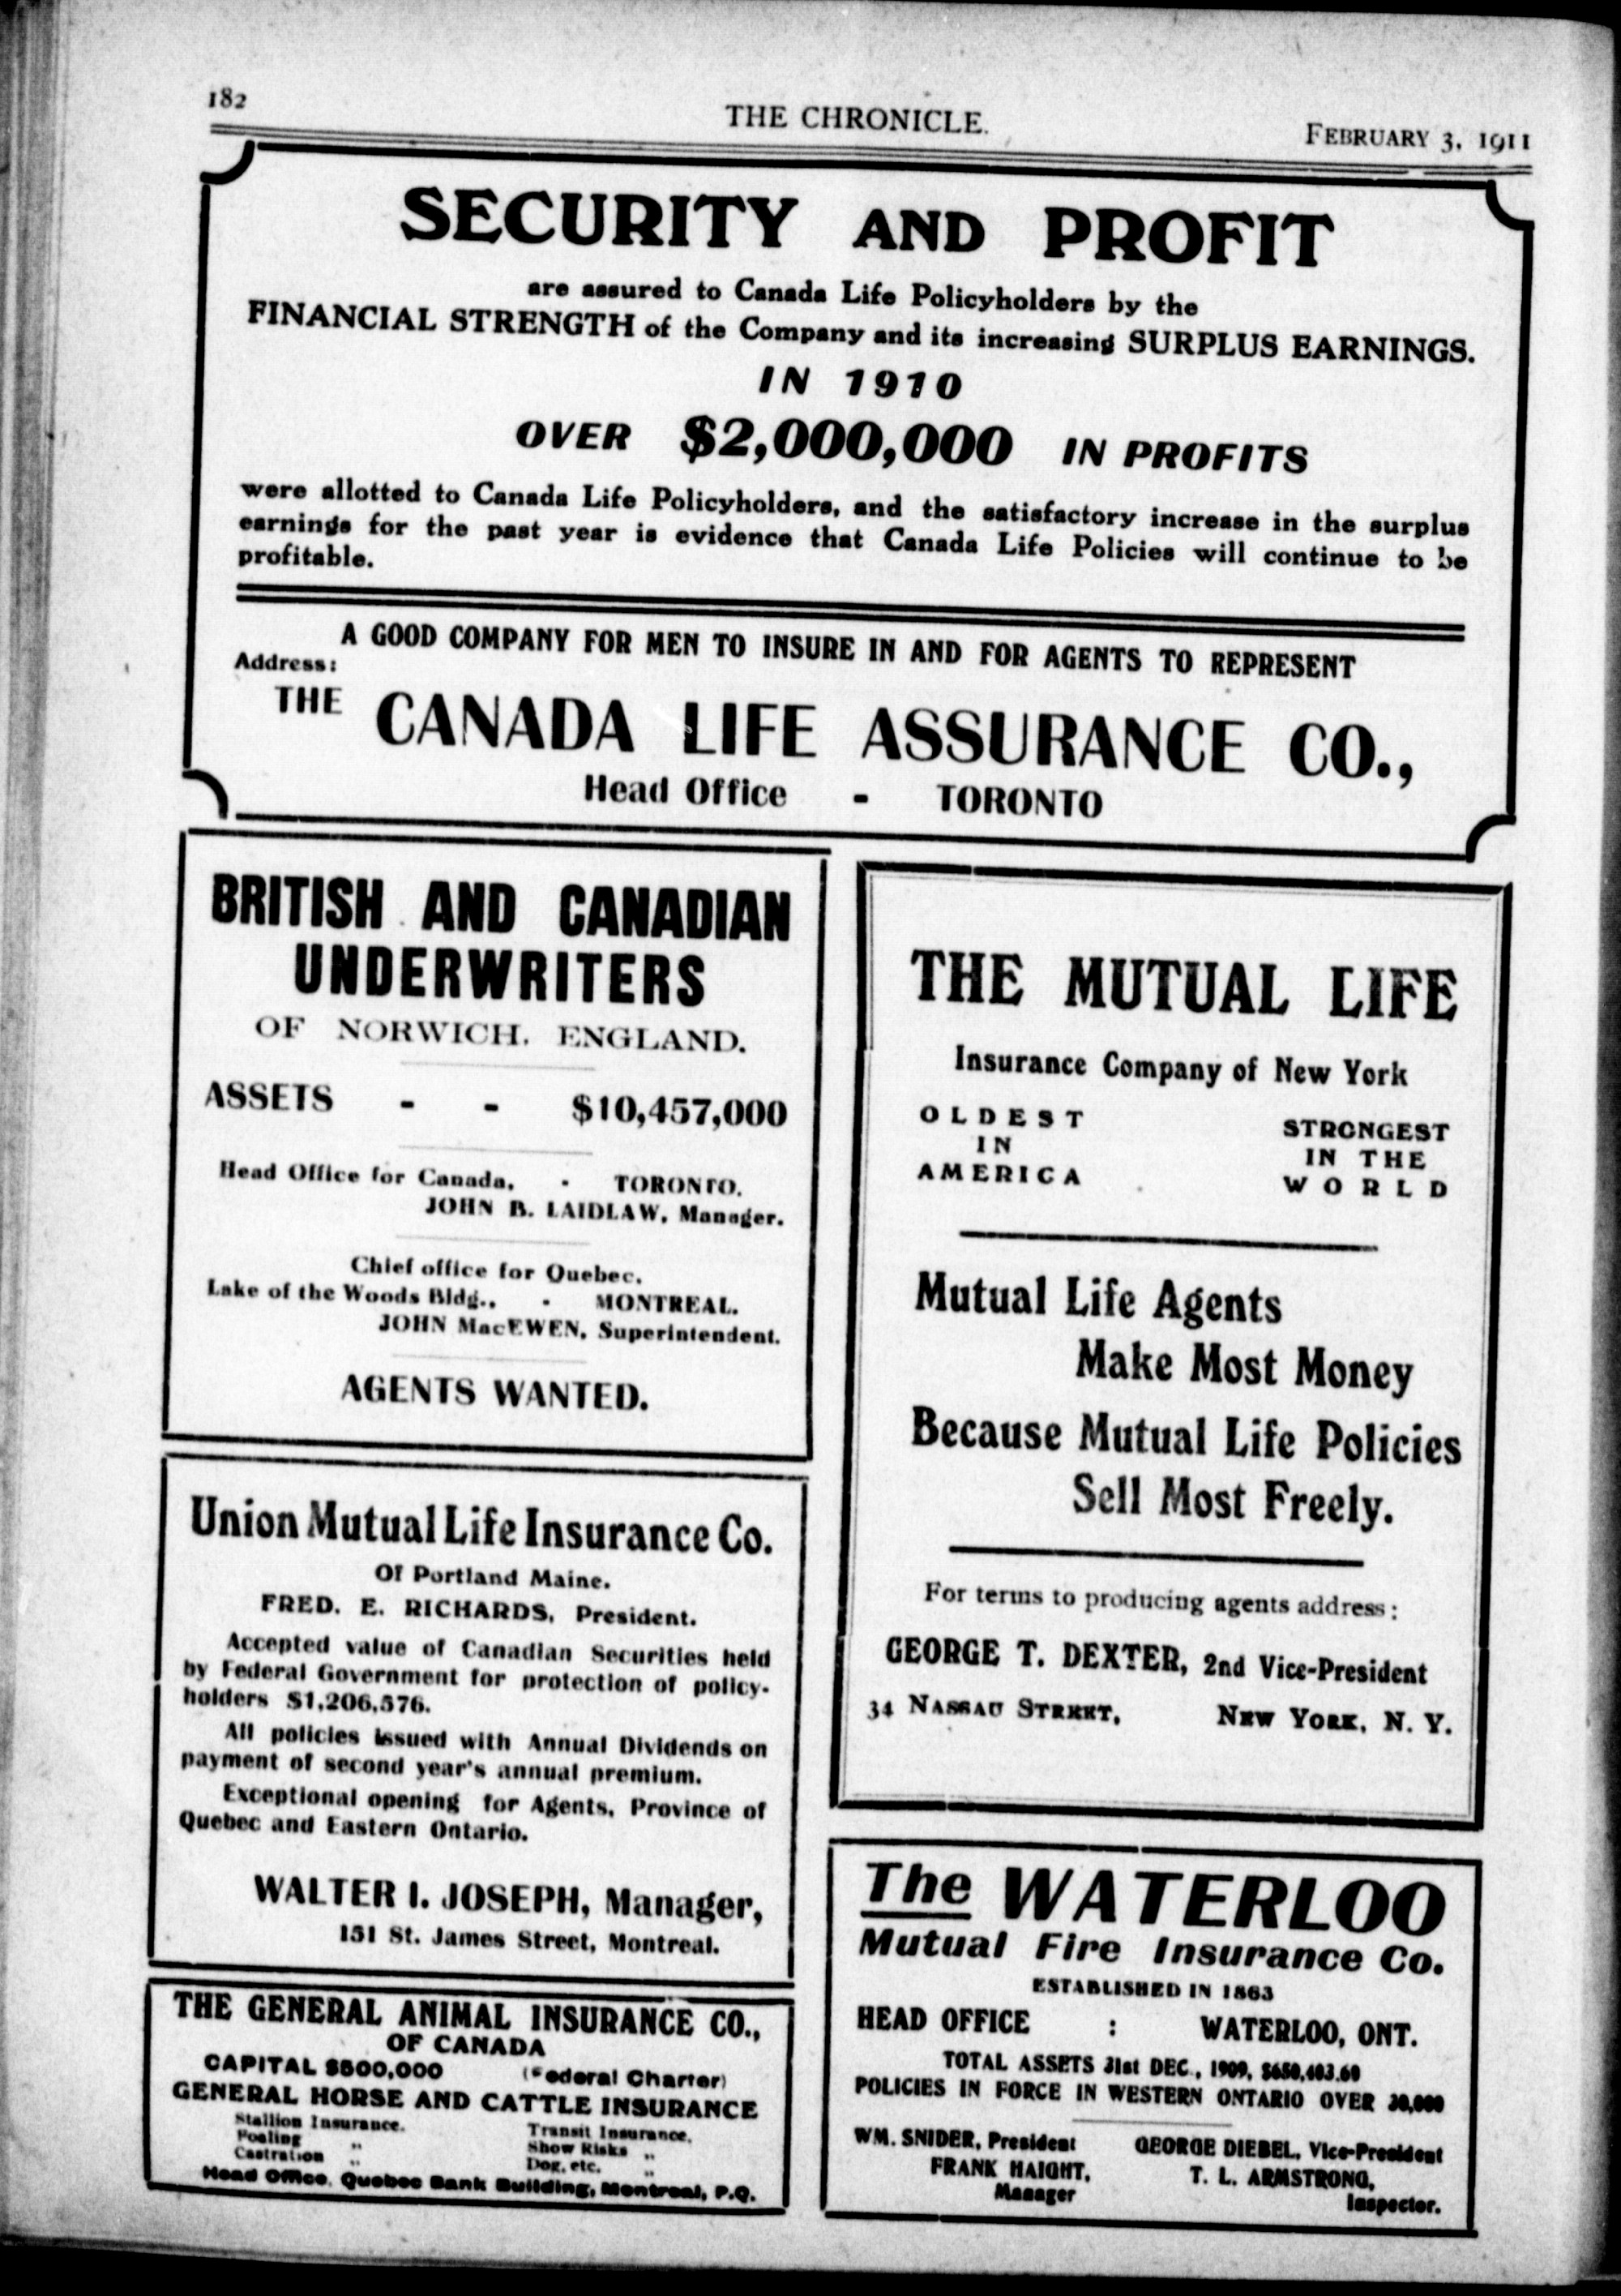 182
THE CHRONICLE.
FEBRUARY 3, 1911
SECURITY AND PROFIT
are assured to Canada Life Policyholders by the
FINANCIAL STRENGTH of the Company and its increasing SURPLUS EARNINGS.
IN 1910
OVER $2,000,000 IN PROFITS
were allotted to Canada Life Policyholders, and the satisfactory increase in the surplus
earnings for the past year is evidence that Canada Life Policies will continue to be
profitable.
A GOOD COMPANY FOR MEN TO INSURE IN AND FOR AGENTS TO REPRESENT
Address:
THE CANADA LIFE ASSURANCE CO.,
Head Office - TORONTO
BRITISH AND CANADIAN
UNDERWRITERS
OF NORWICH, ENGLAND.
ASSETS - - $10,457,000
Head Office for Canada, - TORONTO.
JOHN B. LAIDLAW, Manager.
Chief office for Quebec.
Lake of the Woods Bldg., - MONTREAL.
JOHN MacEWEN, Superintendent.
AGENTS WANTED.
Union Mutual Life Insurance Co.
Of Portland Maine.
FRED. E. RICHARDS, President.
Accepted value of Canadian Securities held
by Federal Government for protection of policy-
holders $1,206,576.
All policies issued with Annual Dividends on
payment of second year's annual premium.
Exceptional opening for Agents, Province of
Quebec and Eastern Ontario.
WALTER I. JOSEPH, Manager,
151 St. James Street, Montreal.
THE GENERAL ANIMAL INSURANCE CO.,
OF CANADA
CAPITAL $500,000 (Federal Charter)
GENERAL HORSE AND CATTLE INSURANCE
Stallion Insurance. Transit Insurance.
Foaling „ Show Risks „
Castration „ Dog, etc. „
Head Office, Quebec Bank Building, Montreal, P.Q.
THE MUTUAL LIFE
Insurance Company of New York
OLDEST
IN
AMERICA
STRONGEST
IN THE
WORLD
Mutual Life Agents
Make Most Money
Because Mutual Life Policies
Sell Most Freely.
For terms to producing agents address:
GEORGE T. DEXTER, 2nd Vice-President
34 NASSAU STREET, NEW YORK, N. Y.
The WATERLOO
Mutual Fire Insurance Co.
ESTABLISHED IN 1863
HEAD OFFICE : WATERLOO, ONT.
TOTAL ASSETS 31st DEC., 1909, $650,403.60
POLICIES IN FORCE IN WESTERN ONTARIO OVER 30,000
WM. SNIDER, President GEORGE DIEBEL, Vice-President
FRANK HAIGHT, T. L. ARMSTRONG,
Manager Inspector.